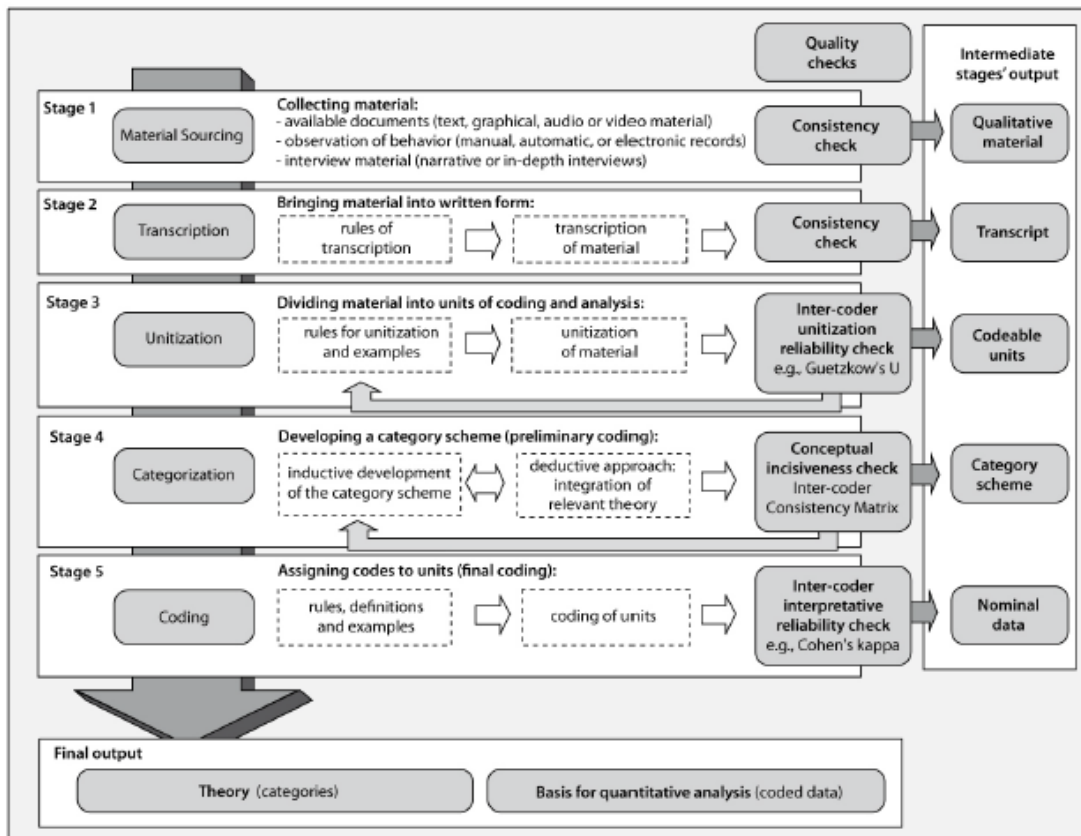 Quality
checks
Intermediate
stages' output
Stage 1
Material Sourcing
Collecting material:
- available documents (text, graphical, audio or video material)
- observation of behavior (manual, automatic, or electronic records)
- interview material (narrative or in-depth interviews)
Consistency
check
Qualitative
material
Stage 2
Transcription
Bringing material into written form:
rules of
transcription
transcription
of material
Consistency
check
Transcript
Stage 3
Unitization
Dividing material into units of coding and analysis:
rules for unitization
and examples
unitization
of material
Inter-coder
unitization
reliability check
e.g., Guetzkow's U
Codeable
units
Stage 4
Categorization
Developing a category scheme (preliminary coding):
inductive development
of the category scheme
deductive approach:
integration of
relevant theory
Conceptual
incisiveness check
Inter-coder
Consistency Matrix
Category
scheme
Stage 5
Coding
Assigning codes to units (final coding):
rules, definitions
and examples
coding of units
Inter-coder
interpretative
reliability check
e.g., Cohen's kappa
Nominal
data
Final output
Theory (categories)
Basis for quantitative analysis (coded data)